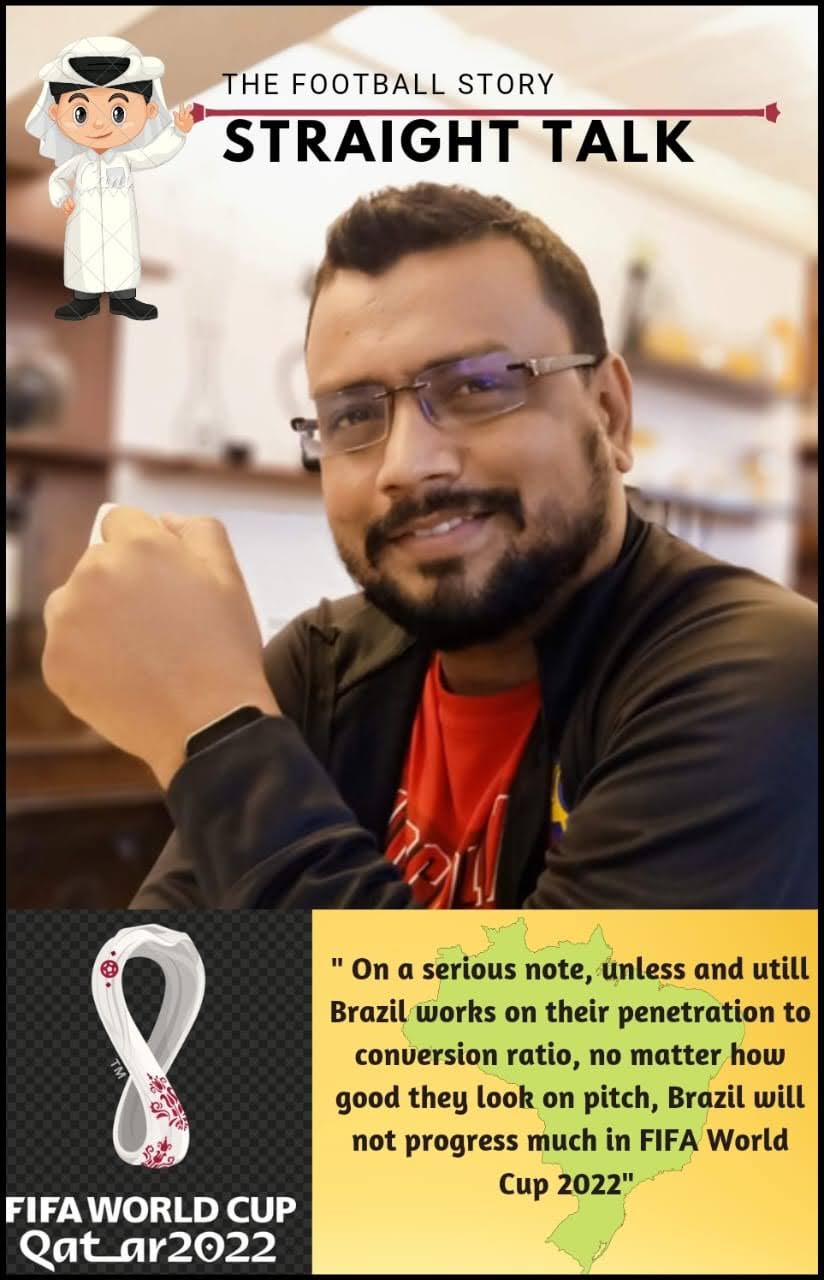 THE FOOTBALL STORY
STRAIGHT TALK
" On a serious note, unless and utill
Brazil works on their penetration to
conversion ratio, no matter how
good they look on pitch, Brazil will
not progress much in FIFA World
Cup 2022"
TM
FIFA WORLD CUP
Qatar2022